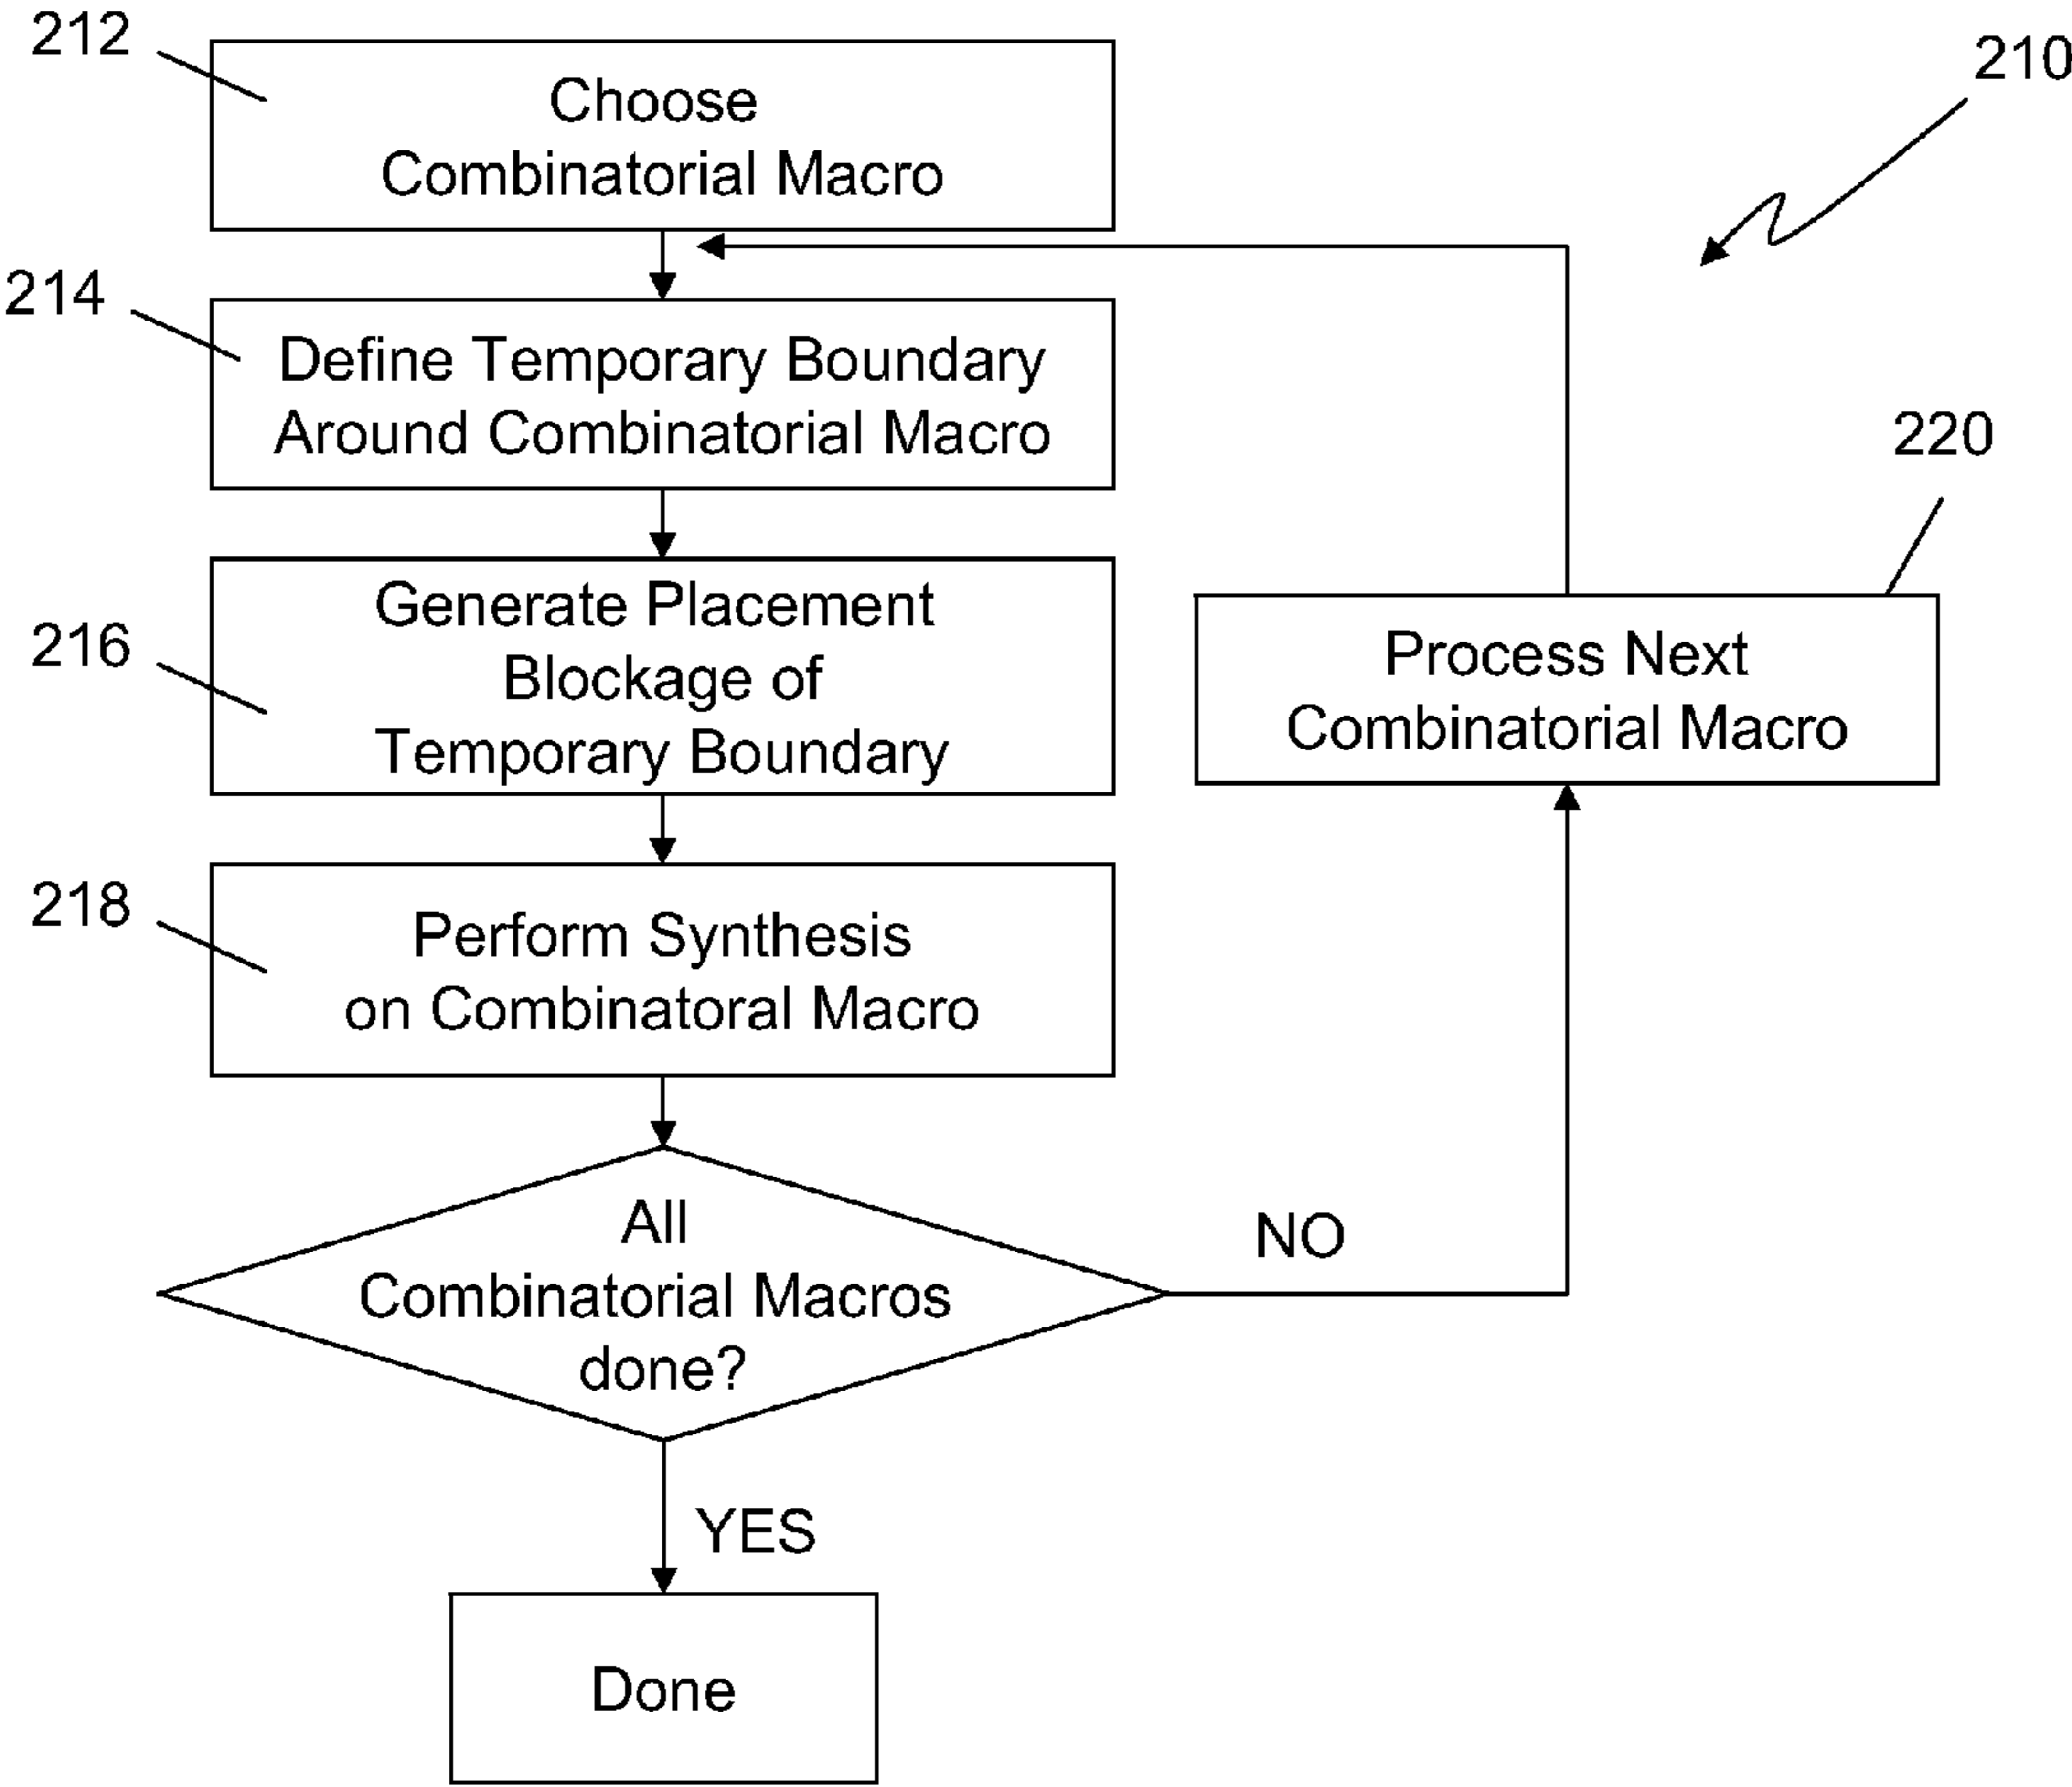 212
Choose
Combinatorial Macro
210
214
Define Temporary Boundary
Around Combinatorial Macro
216
Generate Placement
Blockage of
Temporary Boundary
220
Process Next
Combinatorial Macro
218
Perform Synthesis
on Combinatoral Macro
All
Combinatorial Macros
done?
NO
YES
Done